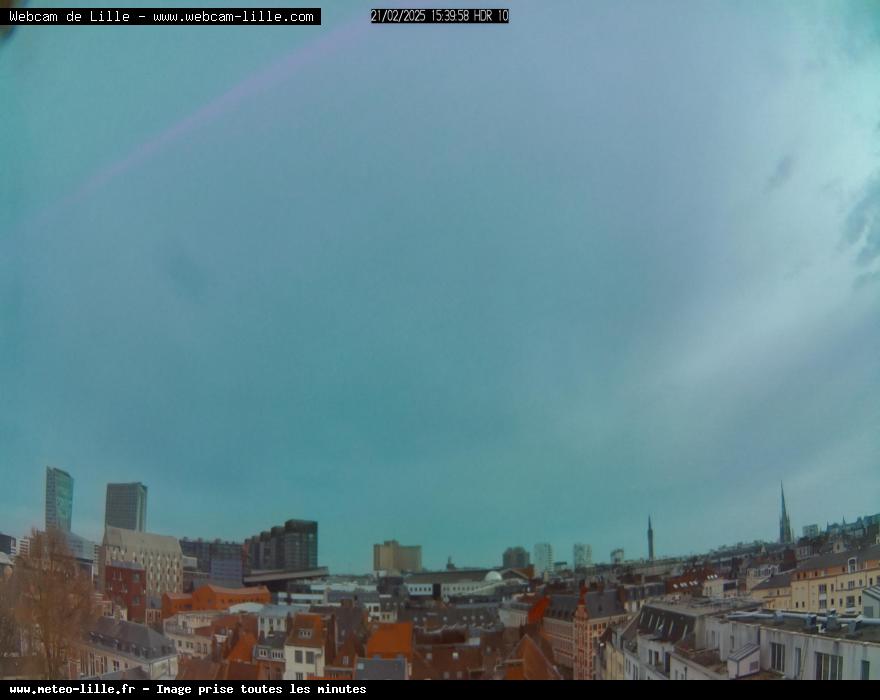 Webcam de Lille - www.webcam-lille.com
21/02/2025 15:39:58 HDR 10
www.meteo-lille.fr - Image prise toutes les minutes